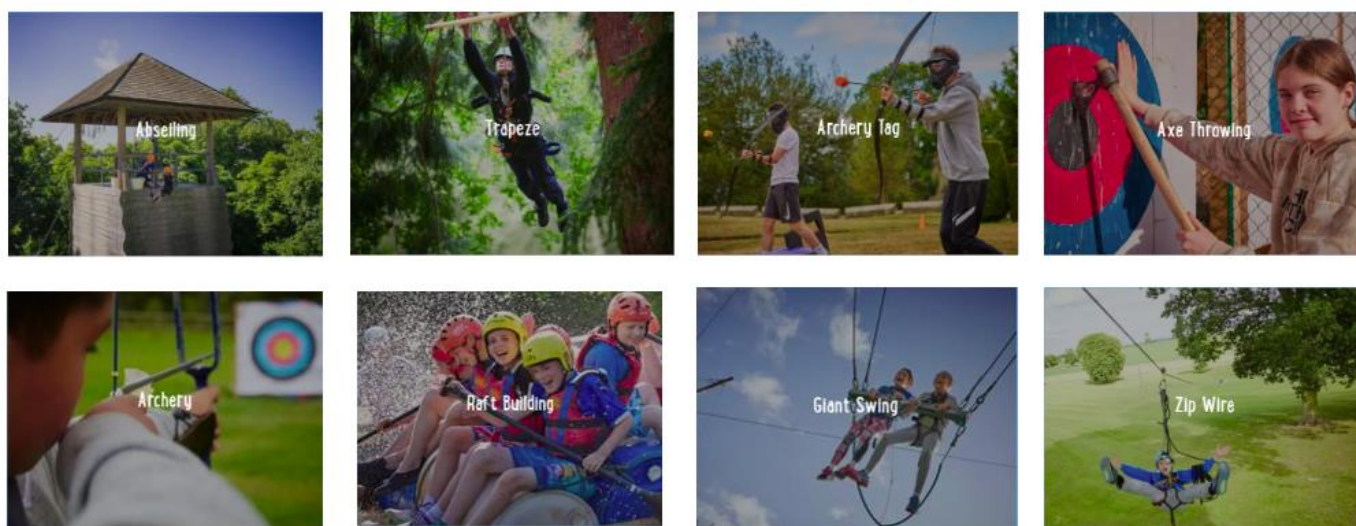 Abseiling
Trapeze
Archery Tag
Axe Throwing
Archery
Raft Building
Giant Swing
Zip Wire